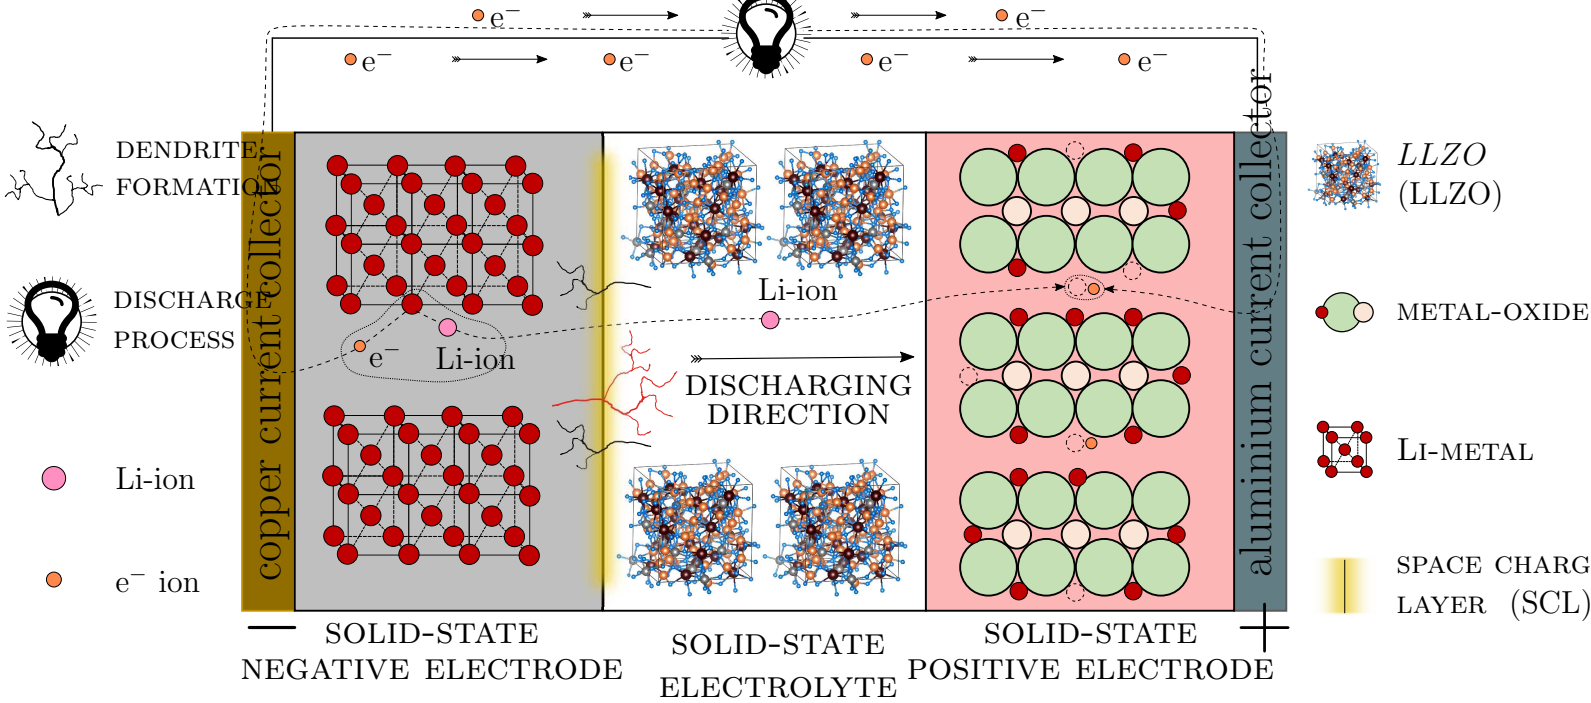 e⁻
e⁻
e⁻
e⁻
e⁻
e⁻
DENDRITE
FORMATION
DISCHARGE
PROCESS
Li-ion
e⁻ ion
copper current collector
e⁻
Li-ion
Li-ion
DISCHARGING
DIRECTION
aluminium current collector
LLZO
(LLZO)
METAL-OXIDE
LI-METAL
SPACE CHARG
LAYER (SCL)
SOLID-STATE
NEGATIVE ELECTRODE
SOLID-STATE
ELECTROLYTE
SOLID-STATE
POSITIVE ELECTRODE